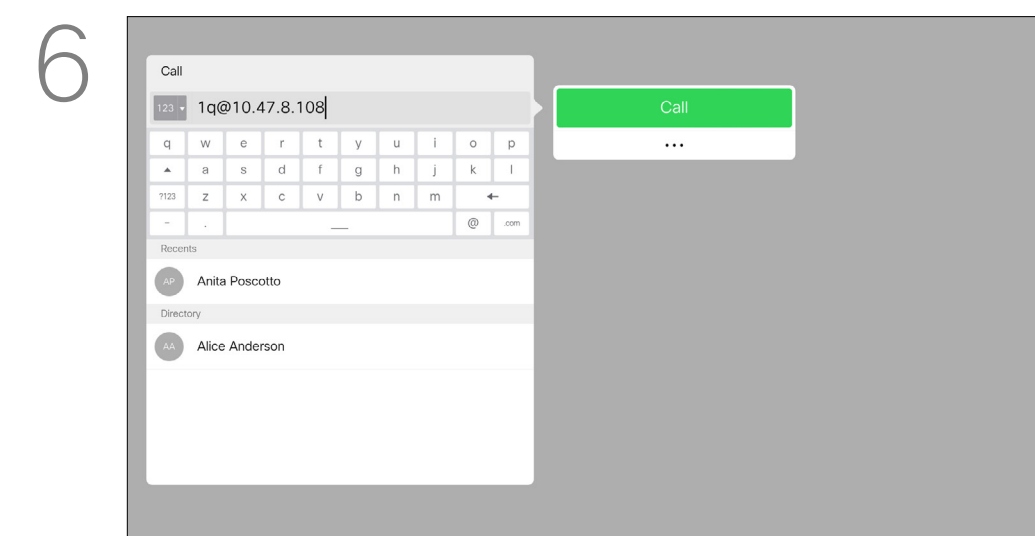 6
Call
123 1q@10.47.8.108
Call
...
q w e r t y u i o p
a s d f g h j k l
?123 z x c v b n m
- . @ .com
Recents
AP Anita Poscotto
Directory
AA Alice Anderson